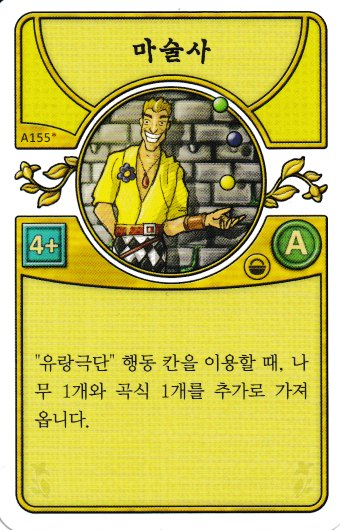 마술사
A155*
4+
A
"유랑극단" 행동 칸을 이용할 때, 나
무 1개와 곡식 1개를 추가로 가져
옵니다.